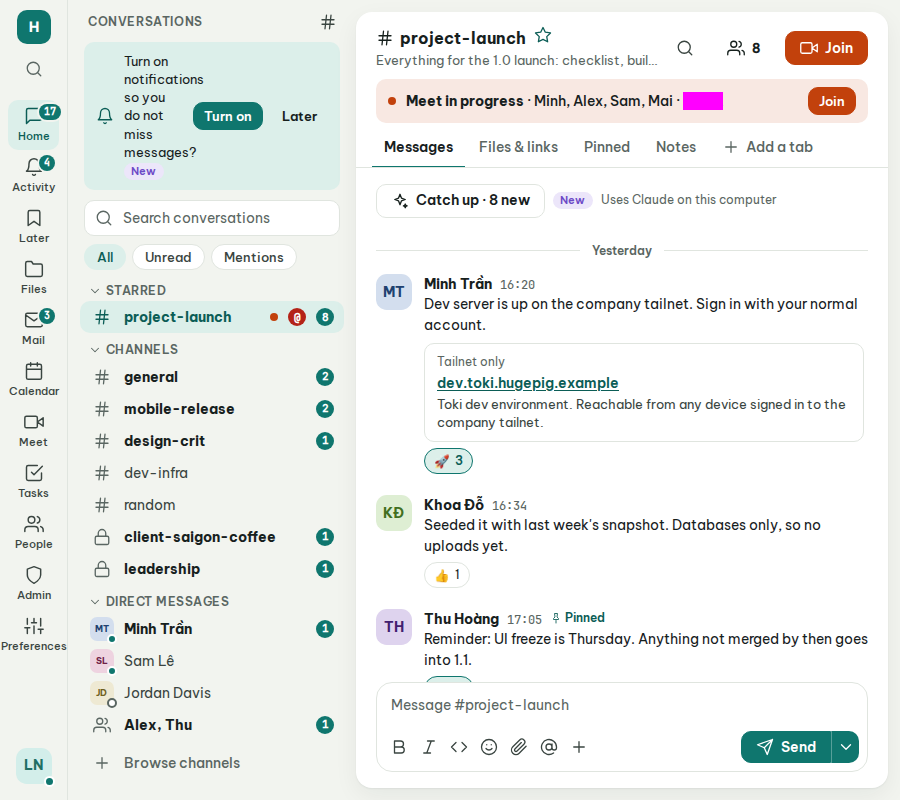 H
17
Home
4
Activity
Later
Files
3
Mail
Calendar
Meet
Tasks
People
Admin
Preferences
LN
CONVERSATIONS
Turn on
notifications
so you
do not
miss
messages?
New
Turn on
Later
Search conversations
All
Unread
Mentions
STARRED
project-launch @ 8
CHANNELS
general 2
mobile-release 2
design-crit 1
dev-infra
random
client-saigon-coffee 1
leadership 1
DIRECT MESSAGES
MT Minh Trần 1
SL Sam Lê
JD Jordan Davis
Alex, Thu 1
Browse channels
# project-launch
Everything for the 1.0 launch: checklist, buil...
8
Join
Meet in progress · Minh, Alex, Sam, Mai ·
Join
Messages
Files & links
Pinned
Notes
Add a tab
Catch up · 8 new
New
Uses Claude on this computer
Yesterday
MT
Minh Trần 16:20
Dev server is up on the company tailnet. Sign in with your normal
account.
Tailnet only
dev.toki.hugepig.example
Toki dev environment. Reachable from any device signed in to the
company tailnet.
🚀 3
KĐ
Khoa Đỗ 16:34
Seeded it with last week's snapshot. Databases only, so no
uploads yet.
👍 1
TH
Thu Hoàng 17:05 Pinned
Reminder: UI freeze is Thursday. Anything not merged by then goes
into 1.1.
Message #project-launch
Send